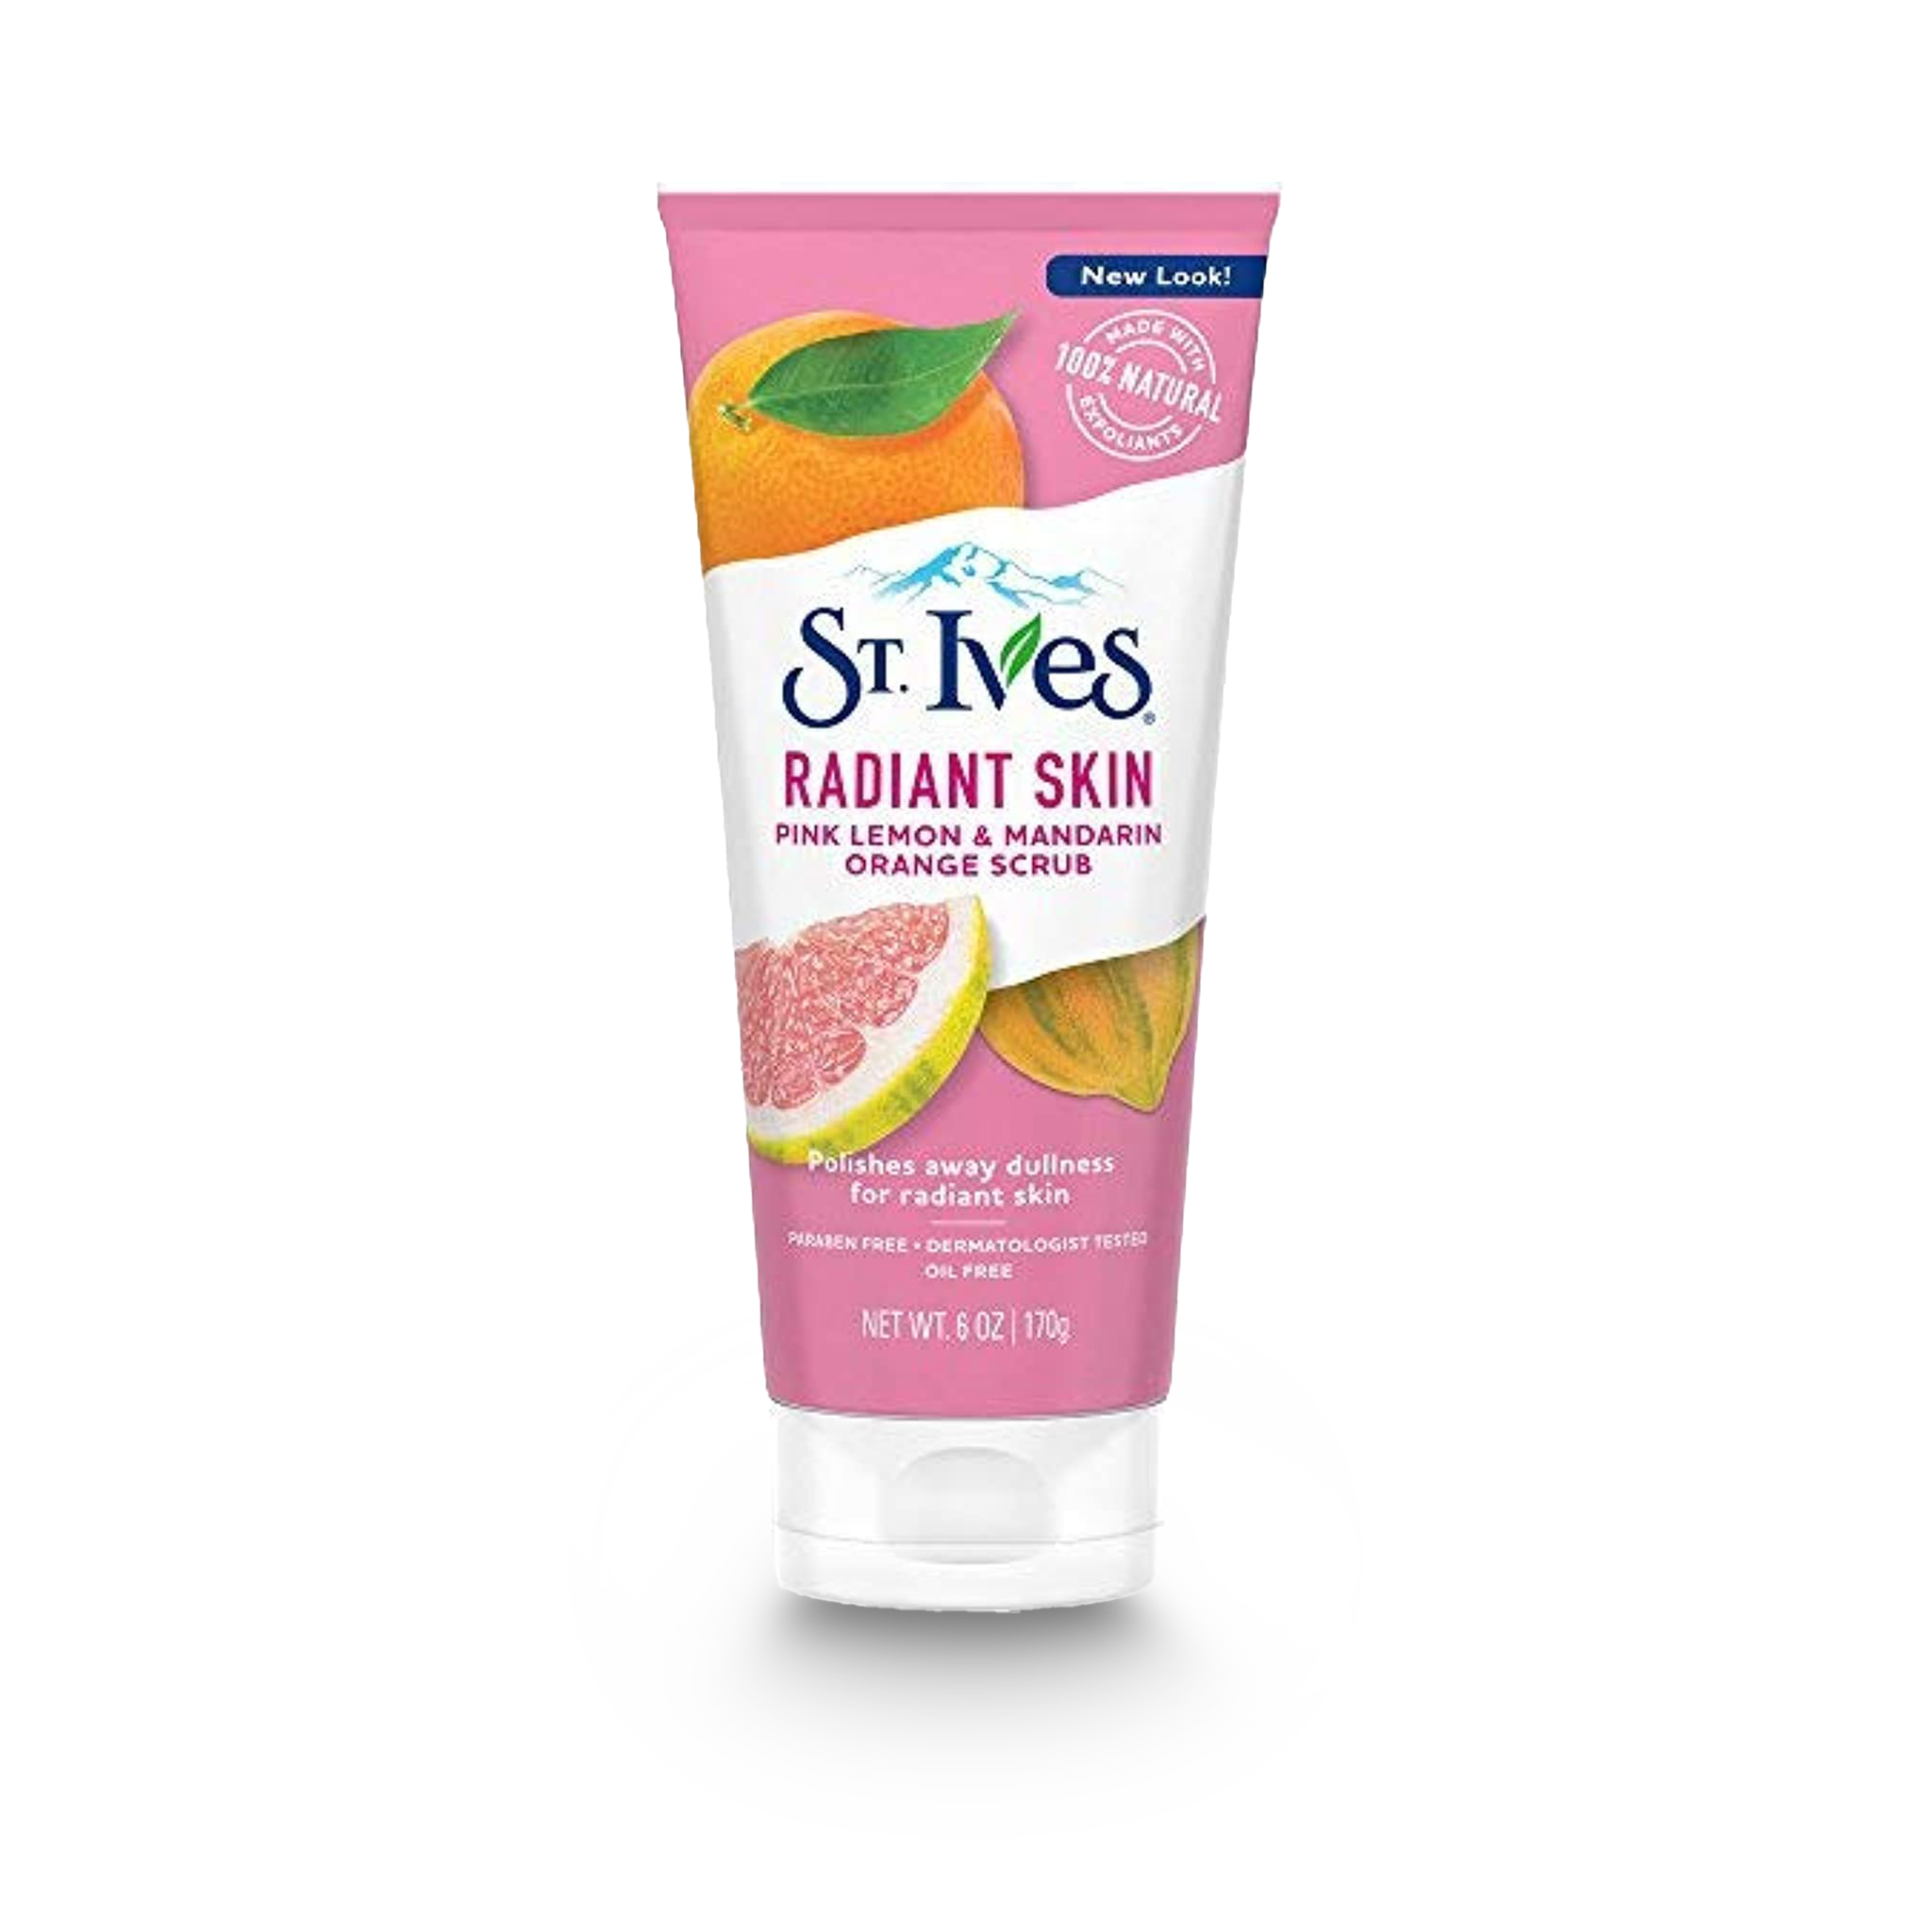 New Look!
MADE WITH
100% NATURAL
EXFOLIANTS
ST. IVES®
RADIANT SKIN
PINK LEMON & MANDARIN
ORANGE SCRUB
Polishes away dullness
for radiant skin
PARABEN FREE • DERMATOLOGIST TESTED
OIL FREE
NET WT. 6 OZ | 170g